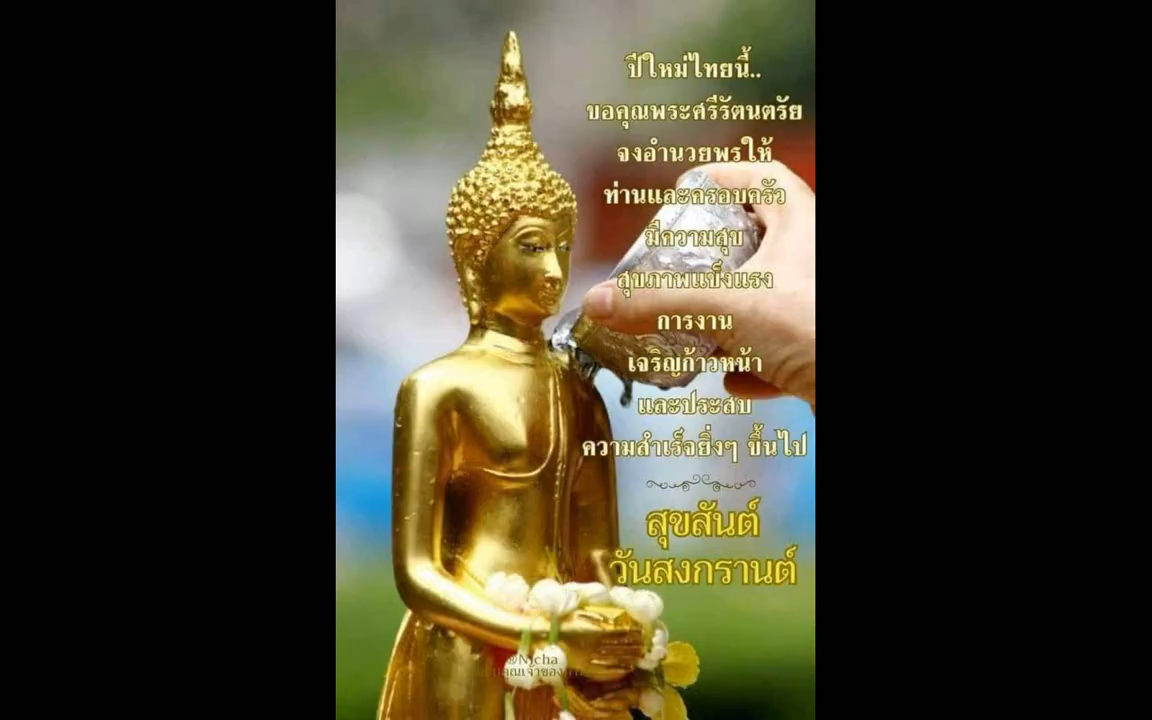 ปีใหม่ไทยนี้..
ขอคุณพระศรีรัตนตรัย
จงอำนวยพรให้
ท่านและครอบครัว
มีความสุข
สุขภาพแข็งแรง
การงาน
เจริญก้าวหน้า
และประสบ
ความสำเร็จยิ่งๆ ขึ้นไป
สุขสันต์
วันสงกรานต์
@Nicha